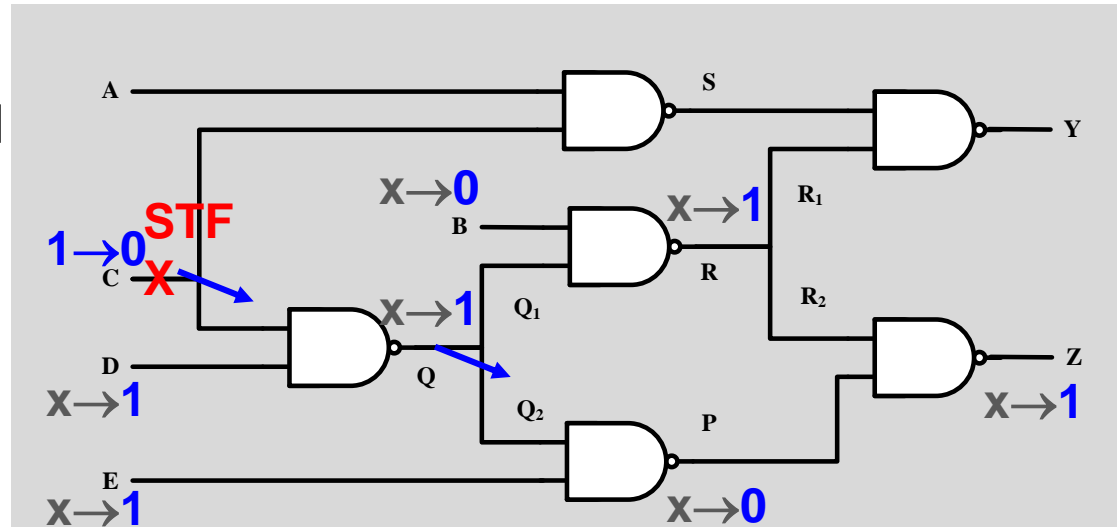 A
S
Y
x→0
x→1
R₁
STF
B
1→0
X
C
R
R₂
x→1
Q₁
D
Q
Z
x→1
Q₂
P
x→1
E
x→1
x→0